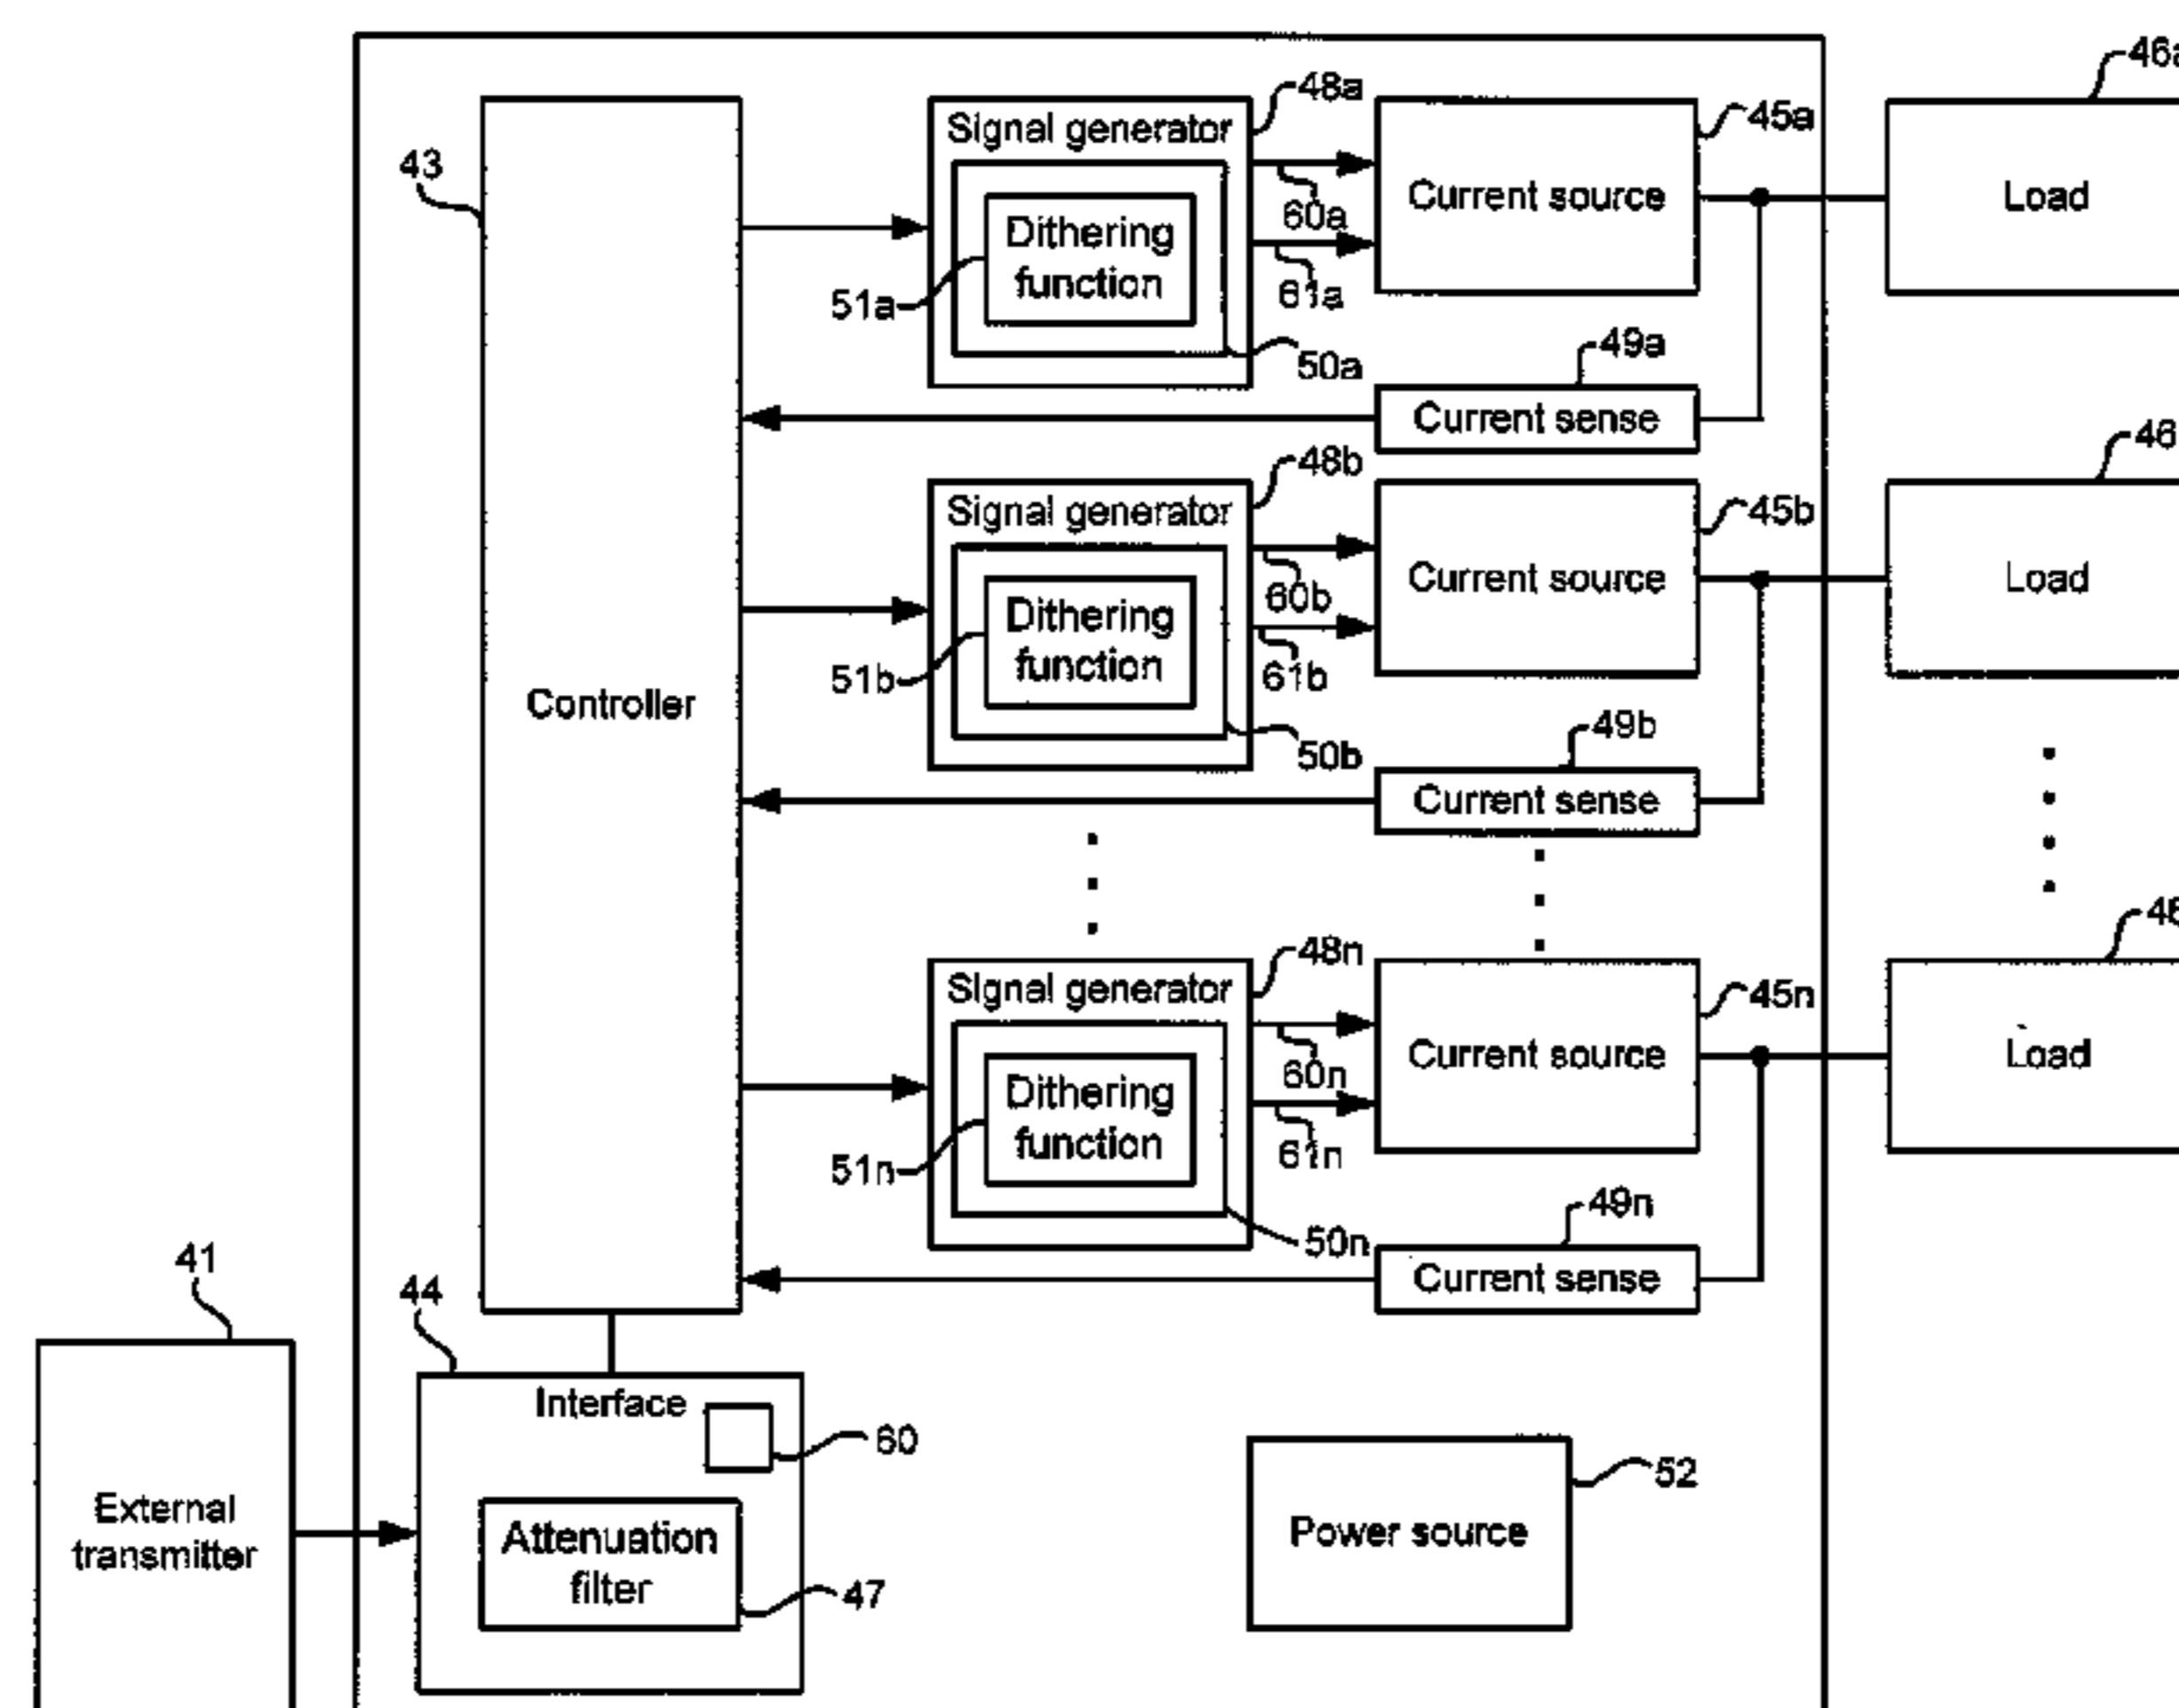 46a
48a
Signal generator
45a
43
Current source
Load
60a
Dithering
function
51a
61a
49a
50a
Current sense
46
48b
Signal generator
45b
Current source
Load
60b
Dithering
function
51b
61b
Controller
49b
50b
Current sense
48n
Signal generator
45n
Current source
Load
60n
Dithering
function
51n
61n
49n
50n
Current sense
41
44
Interface
60
52
External
transmitter
Power source
Attenuation
filter
47